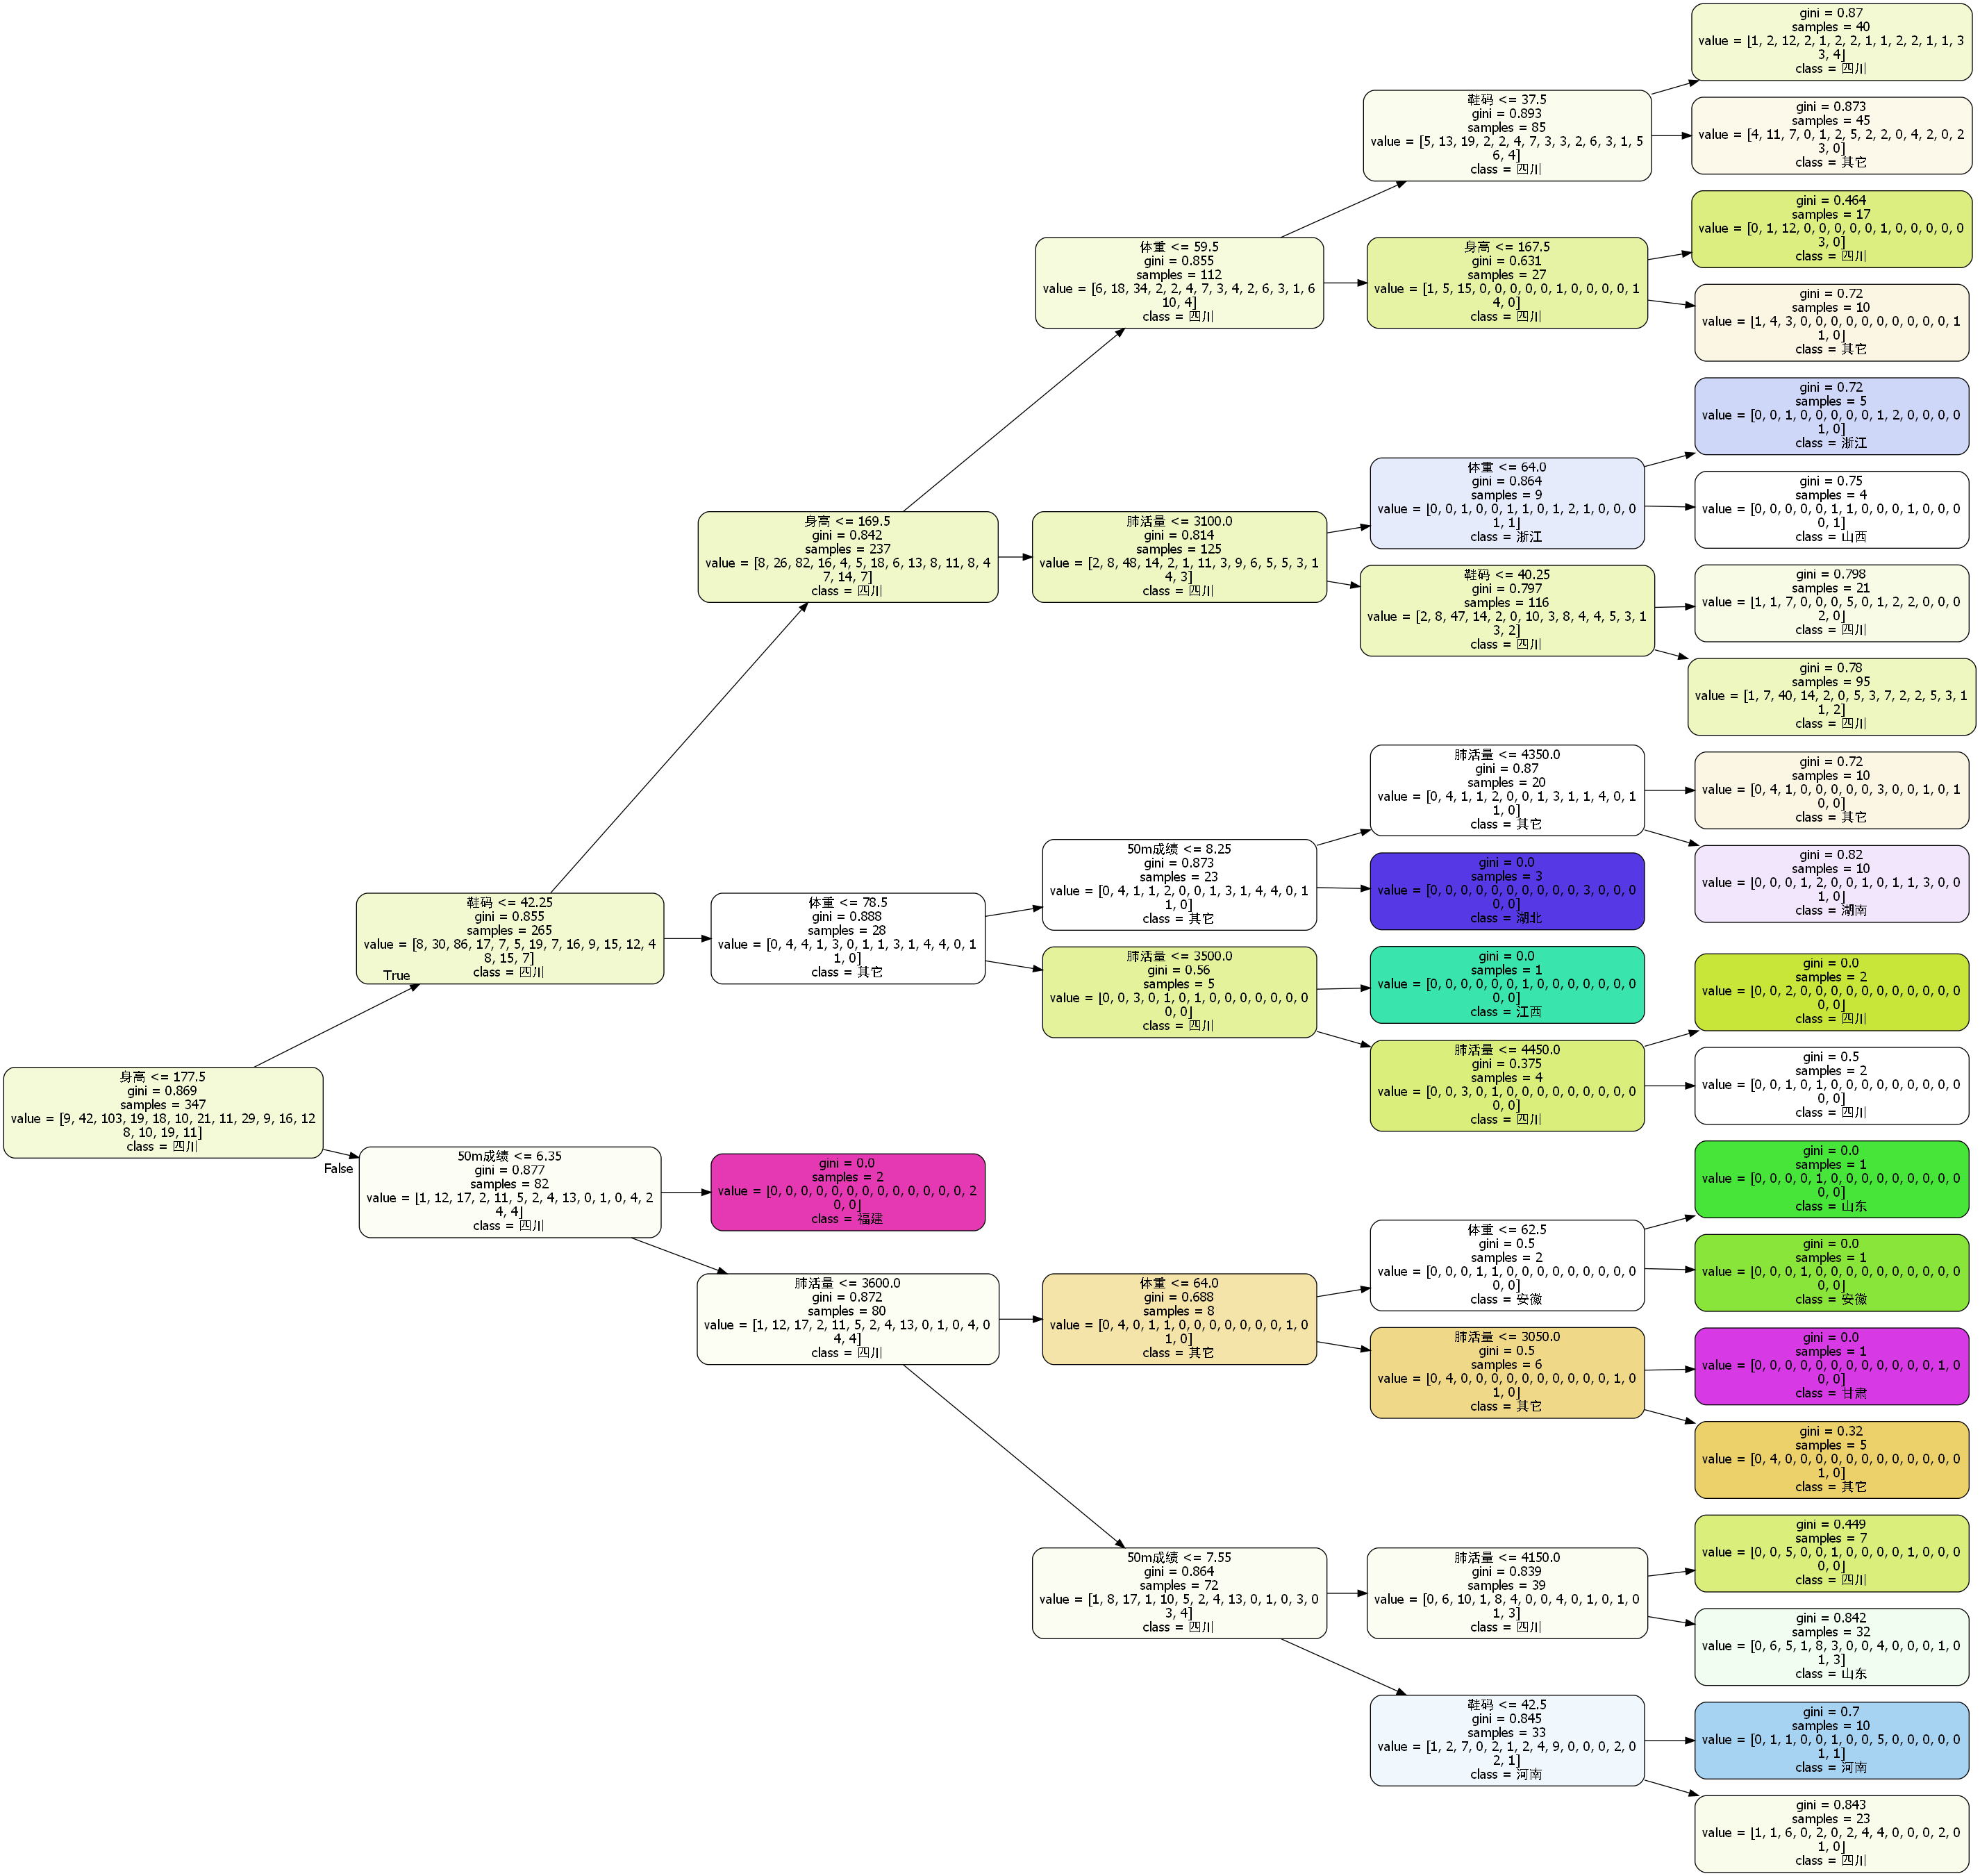 身高 <= 177.5
gini = 0.869
samples = 347
value = [9, 42, 103, 19, 18, 10, 21, 11, 29, 9, 16, 12
8, 10, 19, 11]
class = 四川
True
False
鞋码 <= 42.25
gini = 0.855
samples = 265
value = [8, 30, 86, 17, 7, 5, 19, 7, 16, 9, 15, 12, 4
8, 15, 7]
class = 四川
50m成绩 <= 6.35
gini = 0.877
samples = 82
value = [1, 12, 17, 2, 11, 5, 2, 4, 13, 0, 1, 0, 4, 2
4, 4]
class = 四川
身高 <= 169.5
gini = 0.842
samples = 237
value = [8, 26, 82, 16, 4, 5, 18, 6, 13, 8, 11, 8, 4
7, 14, 7]
class = 四川
体重 <= 78.5
gini = 0.888
samples = 28
value = [0, 4, 4, 1, 3, 0, 1, 1, 3, 1, 4, 4, 0, 1
1, 0]
class = 其它
gini = 0.0
samples = 2
value = [0, 0, 0, 0, 0, 0, 0, 0, 0, 0, 0, 0, 0, 2
0, 0]
class = 福建
肺活量 <= 3600.0
gini = 0.872
samples = 80
value = [1, 12, 17, 2, 11, 5, 2, 4, 13, 0, 1, 0, 4, 0
4, 4]
class = 四川
体重 <= 59.5
gini = 0.855
samples = 112
value = [6, 18, 34, 2, 2, 4, 7, 3, 4, 2, 6, 3, 1, 6
10, 4]
class = 四川
肺活量 <= 3100.0
gini = 0.814
samples = 125
value = [2, 8, 48, 14, 2, 1, 11, 3, 9, 6, 5, 5, 3, 1
4, 3]
class = 四川
50m成绩 <= 8.25
gini = 0.873
samples = 23
value = [0, 4, 1, 1, 2, 0, 0, 1, 3, 1, 4, 4, 0, 1
1, 0]
class = 其它
肺活量 <= 3500.0
gini = 0.56
samples = 5
value = [0, 0, 3, 0, 1, 0, 1, 0, 0, 0, 0, 0, 0, 0
0, 0]
class = 四川
体重 <= 64.0
gini = 0.688
samples = 8
value = [0, 4, 0, 1, 1, 0, 0, 0, 0, 0, 0, 0, 1, 0
1, 0]
class = 其它
50m成绩 <= 7.55
gini = 0.864
samples = 72
value = [1, 8, 17, 1, 10, 5, 2, 4, 13, 0, 1, 0, 3, 0
3, 4]
class = 四川
鞋码 <= 37.5
gini = 0.893
samples = 85
value = [5, 13, 19, 2, 2, 4, 7, 3, 3, 2, 6, 3, 1, 5
6, 4]
class = 四川
身高 <= 167.5
gini = 0.631
samples = 27
value = [1, 5, 15, 0, 0, 0, 0, 0, 1, 0, 0, 0, 0, 1
4, 0]
class = 四川
体重 <= 64.0
gini = 0.864
samples = 9
value = [0, 0, 1, 0, 0, 1, 1, 0, 1, 2, 1, 0, 0, 0
1, 1]
class = 浙江
鞋码 <= 40.25
gini = 0.797
samples = 116
value = [2, 8, 47, 14, 2, 0, 10, 3, 8, 4, 4, 5, 3, 1
3, 2]
class = 四川
肺活量 <= 4350.0
gini = 0.87
samples = 20
value = [0, 4, 1, 1, 2, 0, 0, 1, 3, 1, 1, 4, 0, 1
1, 0]
class = 其它
gini = 0.0
samples = 3
value = [0, 0, 0, 0, 0, 0, 0, 0, 0, 0, 3, 0, 0, 0
0, 0]
class = 湖北
gini = 0.0
samples = 1
value = [0, 0, 0, 0, 0, 0, 1, 0, 0, 0, 0, 0, 0, 0
0, 0]
class = 江西
肺活量 <= 4450.0
gini = 0.375
samples = 4
value = [0, 0, 3, 0, 1, 0, 0, 0, 0, 0, 0, 0, 0, 0
0, 0]
class = 四川
体重 <= 62.5
gini = 0.5
samples = 2
value = [0, 0, 0, 1, 1, 0, 0, 0, 0, 0, 0, 0, 0, 0
0, 0]
class = 安徽
肺活量 <= 3050.0
gini = 0.5
samples = 6
value = [0, 4, 0, 0, 0, 0, 0, 0, 0, 0, 0, 0, 1, 0
1, 0]
class = 其它
肺活量 <= 4150.0
gini = 0.839
samples = 39
value = [0, 6, 10, 1, 8, 4, 0, 0, 4, 0, 1, 0, 1, 0
1, 3]
class = 四川
鞋码 <= 42.5
gini = 0.845
samples = 33
value = [1, 2, 7, 0, 2, 1, 2, 4, 9, 0, 0, 0, 2, 0
2, 1]
class = 河南
gini = 0.87
samples = 40
value = [1, 2, 12, 2, 1, 2, 2, 1, 1, 2, 2, 1, 1, 3
3, 4]
class = 四川
gini = 0.873
samples = 45
value = [4, 11, 7, 0, 1, 2, 5, 2, 2, 0, 4, 2, 0, 2
3, 0]
class = 其它
gini = 0.464
samples = 17
value = [0, 1, 12, 0, 0, 0, 0, 0, 1, 0, 0, 0, 0, 0
3, 0]
class = 四川
gini = 0.72
samples = 10
value = [1, 4, 3, 0, 0, 0, 0, 0, 0, 0, 0, 0, 0, 1
1, 0]
class = 其它
gini = 0.72
samples = 5
value = [0, 0, 1, 0, 0, 0, 0, 0, 1, 2, 0, 0, 0, 0
1, 0]
class = 浙江
gini = 0.75
samples = 4
value = [0, 0, 0, 0, 0, 1, 1, 0, 0, 0, 1, 0, 0, 0
0, 1]
class = 山西
gini = 0.798
samples = 21
value = [1, 1, 7, 0, 0, 0, 5, 0, 1, 2, 2, 0, 0, 0
2, 0]
class = 四川
gini = 0.78
samples = 95
value = [1, 7, 40, 14, 2, 0, 5, 3, 7, 2, 2, 5, 3, 1
1, 2]
class = 四川
gini = 0.72
samples = 10
value = [0, 4, 1, 0, 0, 0, 0, 0, 3, 0, 0, 1, 0, 1
0, 0]
class = 其它
gini = 0.82
samples = 10
value = [0, 0, 0, 1, 2, 0, 0, 1, 0, 1, 1, 3, 0, 0
1, 0]
class = 湖南
gini = 0.0
samples = 2
value = [0, 0, 2, 0, 0, 0, 0, 0, 0, 0, 0, 0, 0, 0
0, 0]
class = 四川
gini = 0.5
samples = 2
value = [0, 0, 1, 0, 1, 0, 0, 0, 0, 0, 0, 0, 0, 0
0, 0]
class = 四川
gini = 0.0
samples = 1
value = [0, 0, 0, 0, 1, 0, 0, 0, 0, 0, 0, 0, 0, 0
0, 0]
class = 山东
gini = 0.0
samples = 1
value = [0, 0, 0, 1, 0, 0, 0, 0, 0, 0, 0, 0, 0, 0
0, 0]
class = 安徽
gini = 0.0
samples = 1
value = [0, 0, 0, 0, 0, 0, 0, 0, 0, 0, 0, 0, 1, 0
0, 0]
class = 甘肃
gini = 0.32
samples = 5
value = [0, 4, 0, 0, 0, 0, 0, 0, 0, 0, 0, 0, 0, 0
1, 0]
class = 其它
gini = 0.449
samples = 7
value = [0, 0, 5, 0, 0, 1, 0, 0, 0, 0, 1, 0, 0, 0
0, 0]
class = 四川
gini = 0.842
samples = 32
value = [0, 6, 5, 1, 8, 3, 0, 0, 4, 0, 0, 0, 1, 0
1, 3]
class = 山东
gini = 0.7
samples = 10
value = [0, 1, 1, 0, 0, 1, 0, 0, 5, 0, 0, 0, 0, 0
1, 1]
class = 河南
gini = 0.843
samples = 23
value = [1, 1, 6, 0, 2, 0, 2, 4, 4, 0, 0, 0, 2, 0
1, 0]
class = 四川